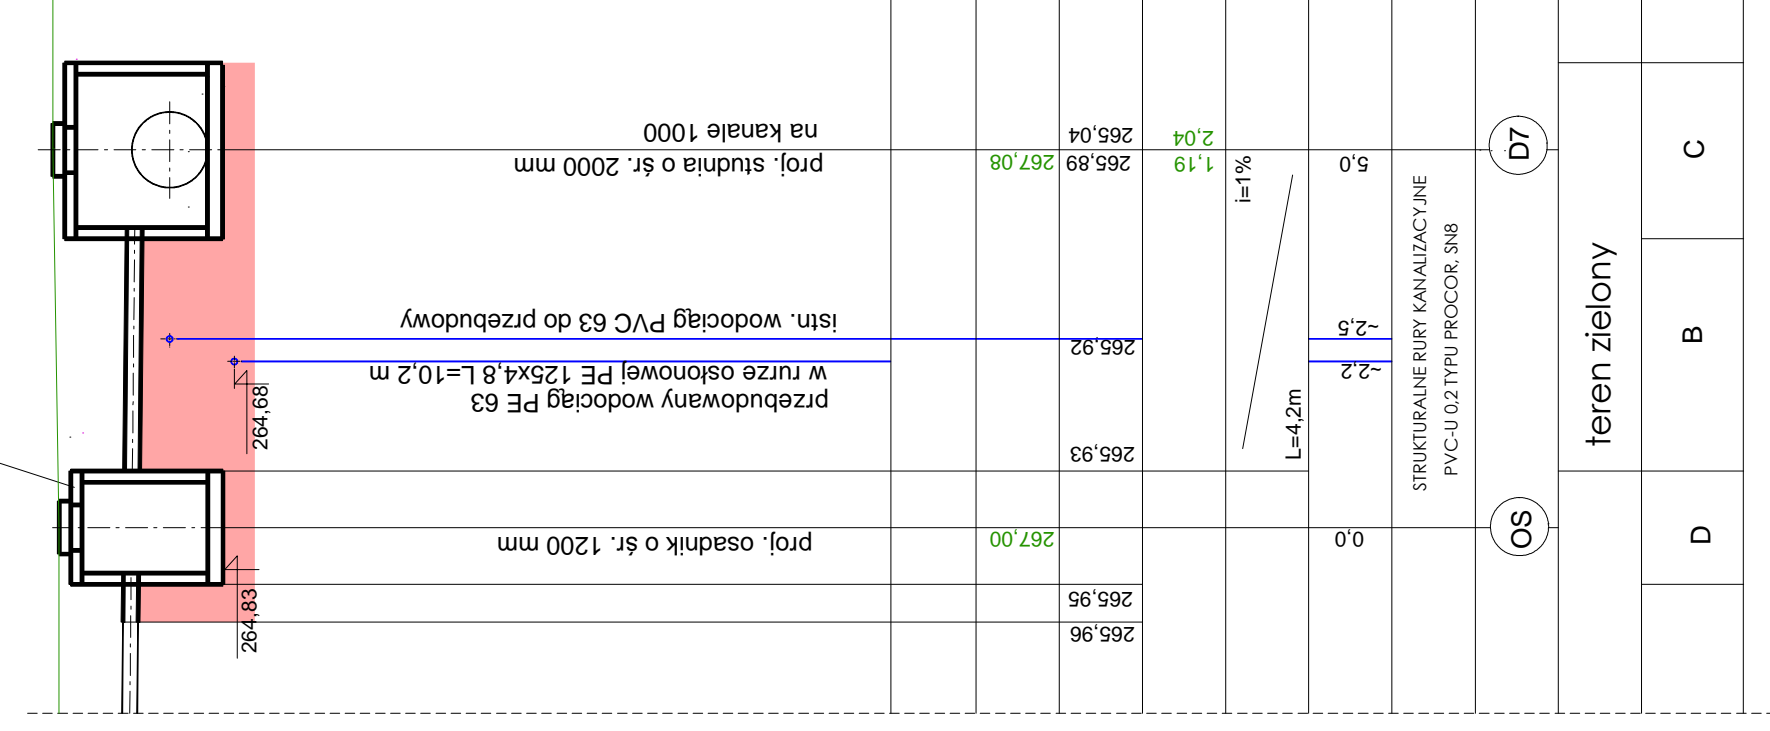 na kanale 1000
proj. studnia o śr. 2000 mm
267,08
265,04
265,89
2,04
1,19
i=1%
5,0
D7
C
istn. wodociąg PVC 63 do przebudowy
265,92
~2,5
przebudowany wodociąg PE 63
w rurze osłonowej PE 125x4,8 L=10,2 m
~2,2
264,68
L=4,2m
STRUKTURALNE RURY KANALIZACYJNE
PVC-U 0,2 TYPU PROCOR, SN8
teren zielony
B
265,93
proj. osadnik o śr. 1200 mm
267,00
0,0
OS
D
264,83
265,95
265,96